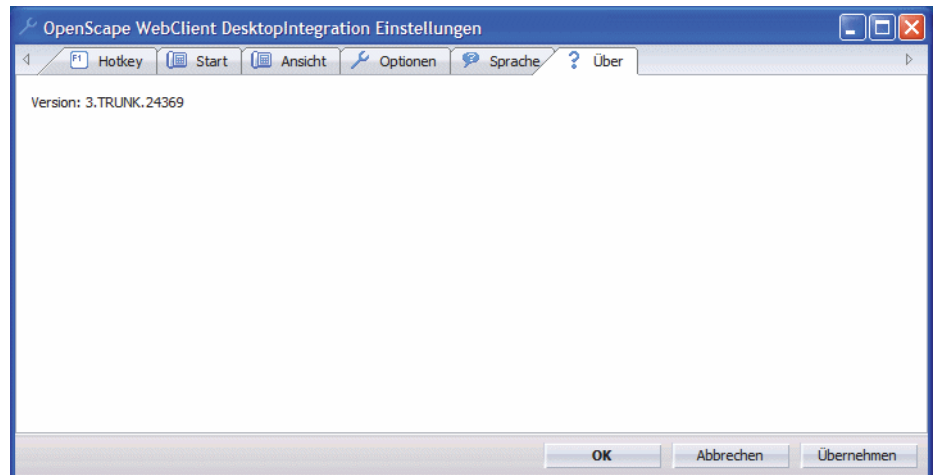 OpenScape WebClient DesktopIntegration Einstellungen
F1 Hotkey Start Ansicht Optionen Sprache ? Über
Version: 3.TRUNK.24369
OK Abbrechen Übernehmen